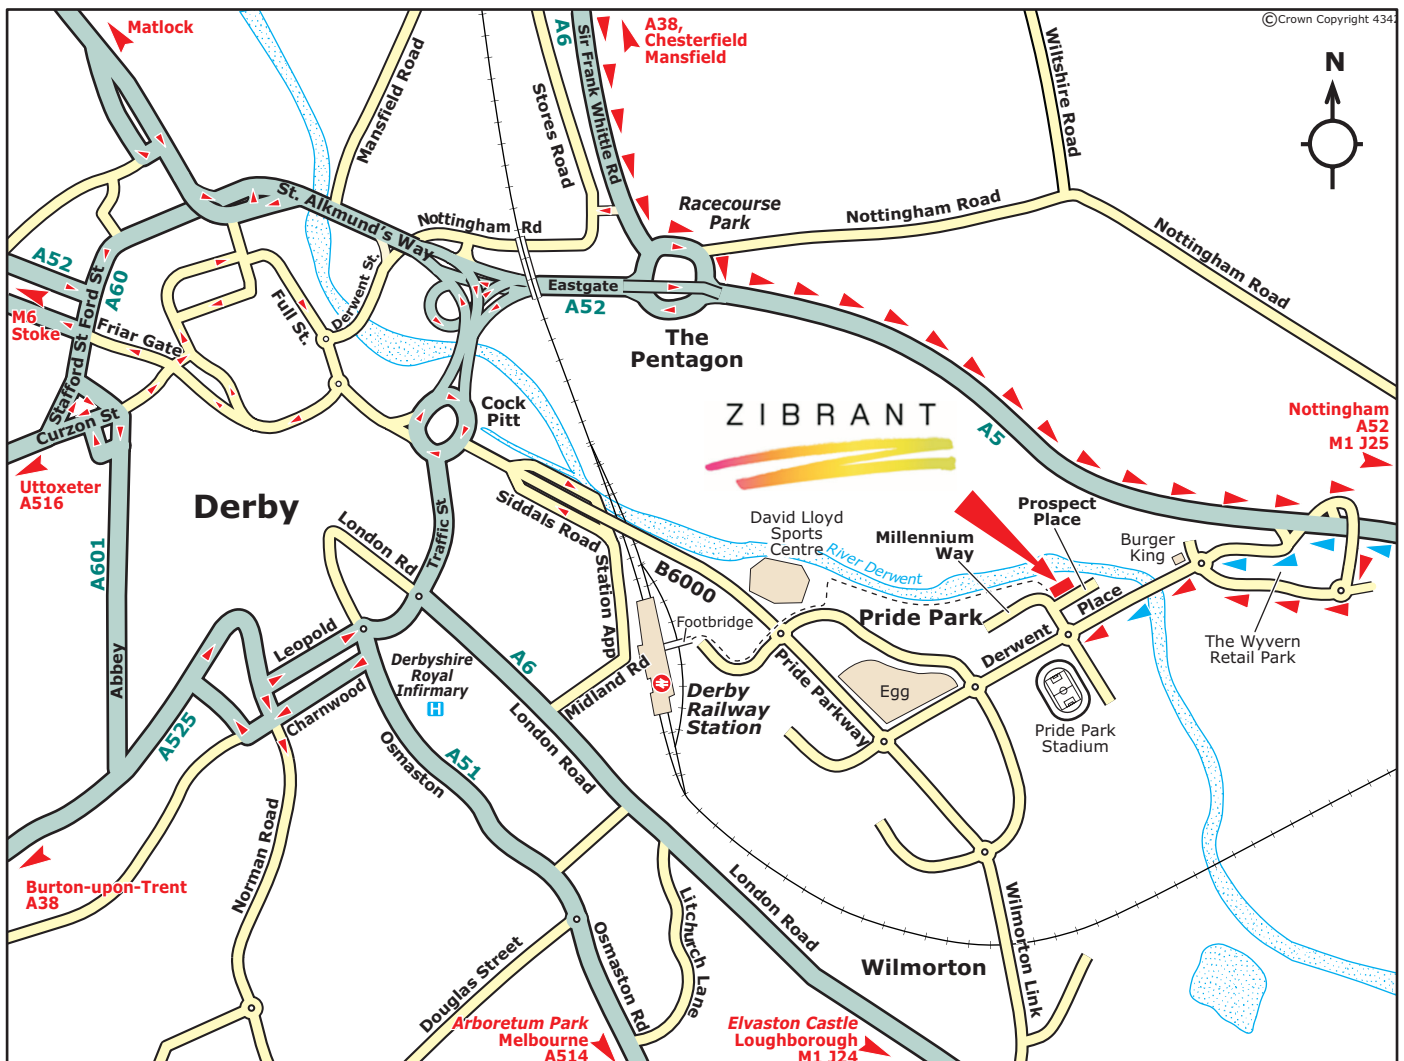 ©Crown Copyright 434
Matlock
A6
Sir Frank Whittle Rd
A38,
Chesterfield
Mansfield
N
Mansfield Road
Stores Road
Wiltshire Road
Racecourse
Park
Nottingham Road
Nottingham Road
St. Alkmund's Way
Nottingham Rd
A52
A60
Stafford St Ford St
Derwent St.
Full St.
Eastgate
A52
M6
Stoke
Friar Gate
The
Pentagon
Curzon St
Cock
Pitt
ZIBRANT
A5
Nottingham
A52
M1 J25
Uttoxeter
A516
Derby
Siddals Road
Station App
London Rd
Traffic St
David Lloyd
Sports
Centre
River Derwent
Millennium
Way
Prospect
Place
Burger
King
A601
Abbey
B6000
Footbridge
Pride Park
Derwent Place
The Wyvern
Retail Park
Leopold
Charnwood
Derbyshire
Royal
Infirmary
H
A6
London Road
Midland Rd
Derby
Railway
Station
Pride Parkway
Egg
Pride Park
Stadium
A525
A51
Osmaston
Norman Road
Burton-upon-Trent
A38
London Road
Litchurch Lane
Wilmorton
Wilmorton Link
Osmaston Rd
Douglas Street
Arboretum Park
Melbourne
A514
Elvaston Castle
Loughborough
M1 J24